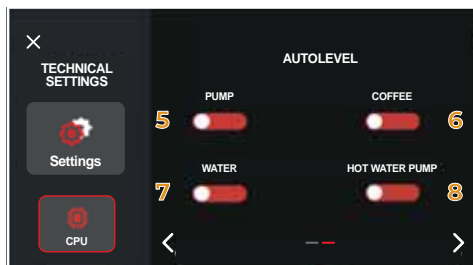 TECHNICAL
SETTINGS
Settings
CPU
AUTOLEVEL
PUMP
COFFEE
5
6
WATER
HOT WATER PUMP
7
8